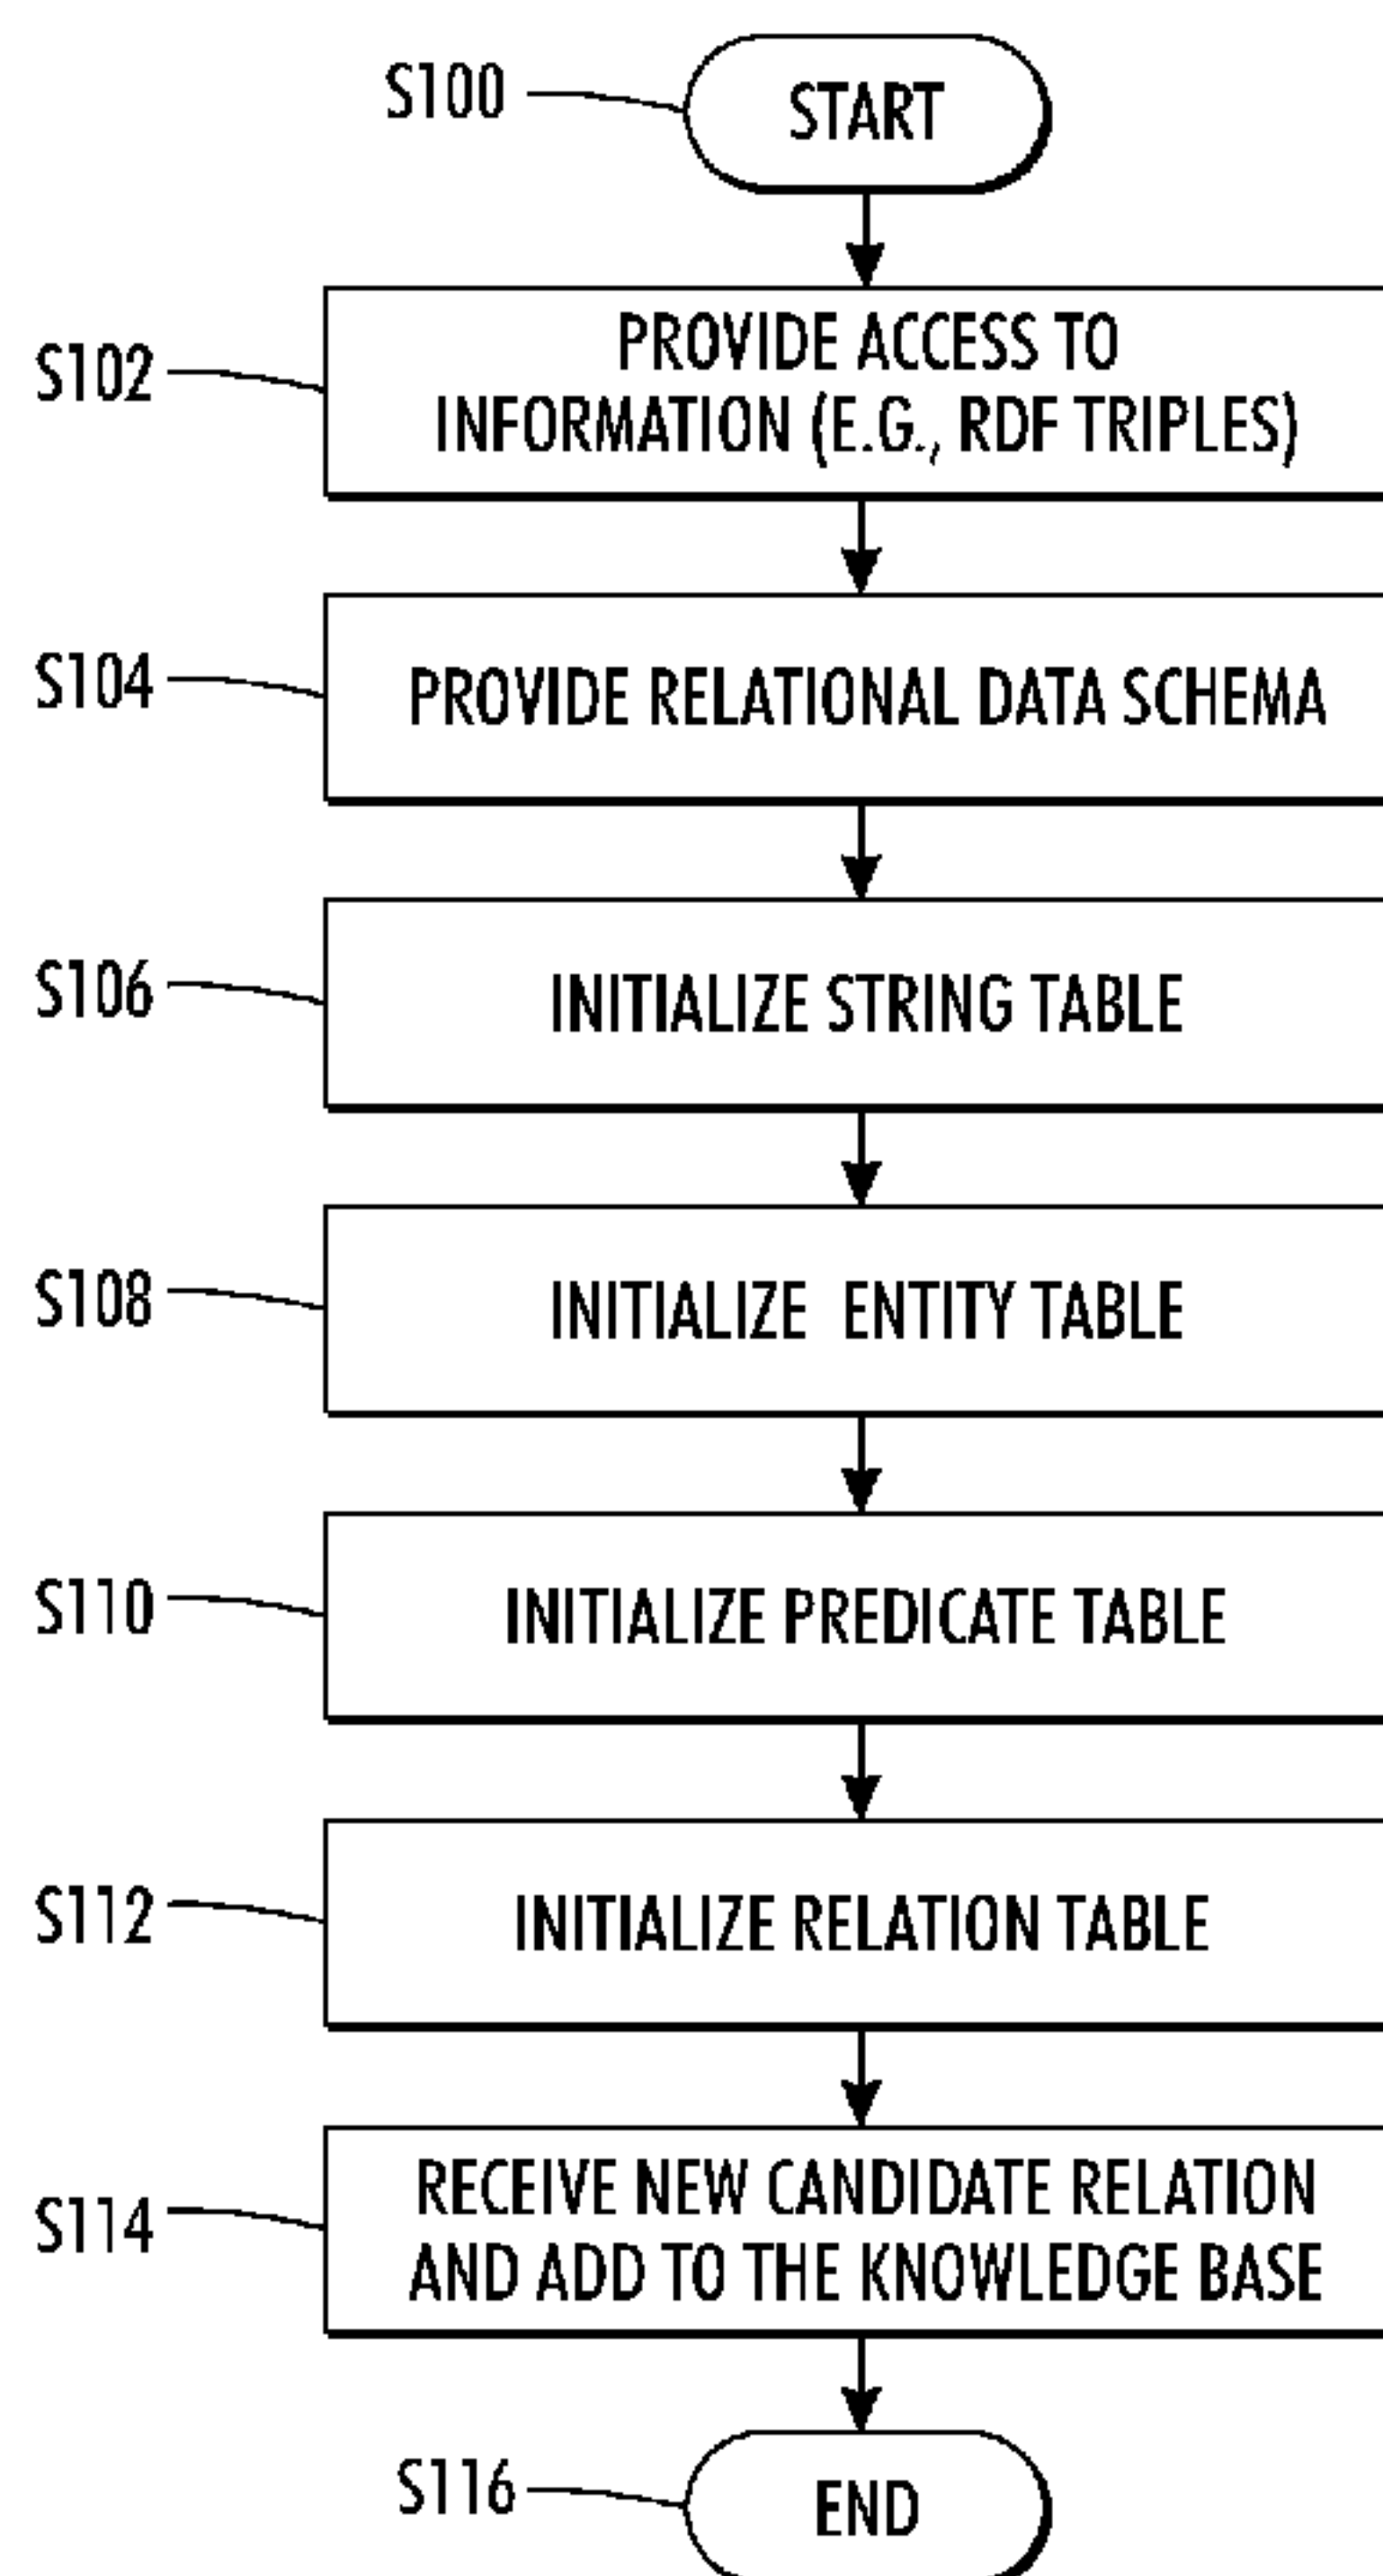 S100
START
S102
PROVIDE ACCESS TO
INFORMATION (E.G., RDF TRIPLES)
S104
PROVIDE RELATIONAL DATA SCHEMA
S106
INITIALIZE STRING TABLE
S108
INITIALIZE ENTITY TABLE
S110
INITIALIZE PREDICATE TABLE
S112
INITIALIZE RELATION TABLE
S114
RECEIVE NEW CANDIDATE RELATION
AND ADD TO THE KNOWLEDGE BASE
S116
END